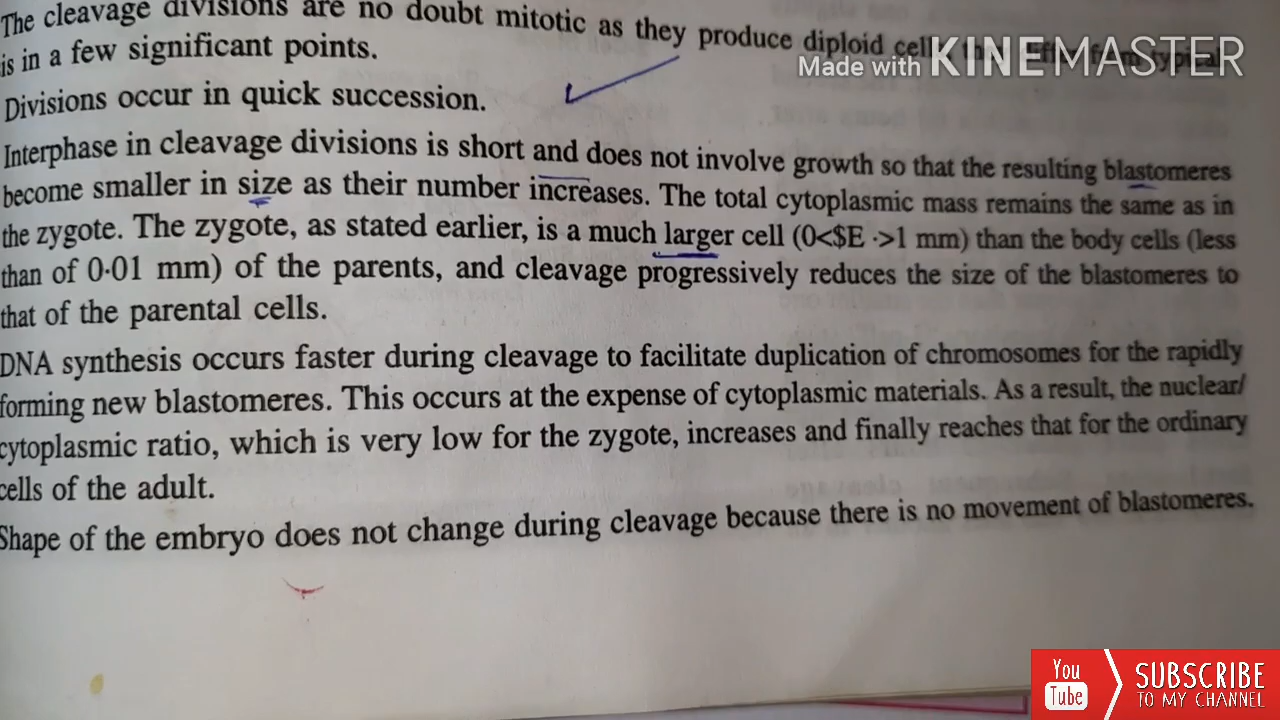 The cleavage divisions are no doubt mitotic as they produce diploid
is in a few significant points.
Made with KINEMASTER
Divisions occur in quick succession.
Interphase in cleavage divisions is short and does not involve growth so that the resulting blastomeres
become smaller in size as their number increases. The total cytoplasmic mass remains the same as in
the zygote. The zygote, as stated earlier, is a much larger cell (0<$E ·>1 mm) than the body cells (less
than of 0·01 mm) of the parents, and cleavage progressively reduces the size of the blastomeres to
that of the parental cells.
DNA synthesis occurs faster during cleavage to facilitate duplication of chromosomes for the rapidly
forming new blastomeres. This occurs at the expense of cytoplasmic materials. As a result, the nuclear/
cytoplasmic ratio, which is very low for the zygote, increases and finally reaches that for the ordinary
cells of the adult.
Shape of the embryo does not change during cleavage because there is no movement of blastomeres.
You
Tube
SUBSCRIBE
TO MY CHANNEL